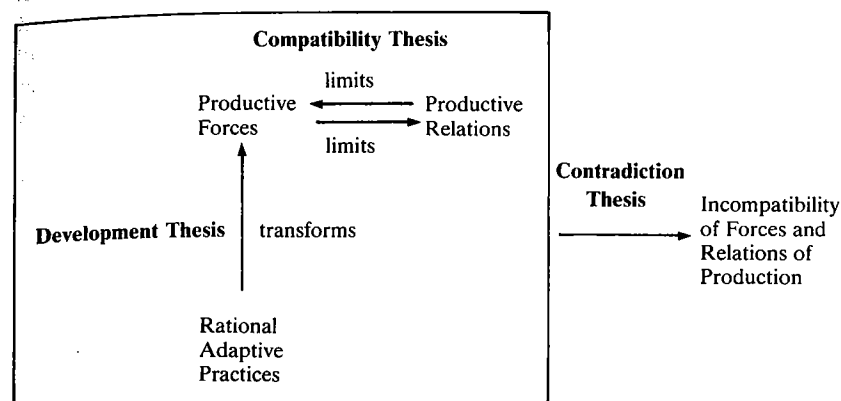 Compatibility Thesis
limits
Productive Forces
Productive Relations
limits
Contradiction Thesis
Incompatibility of Forces and Relations of Production
Development Thesis
transforms
Rational Adaptive Practices